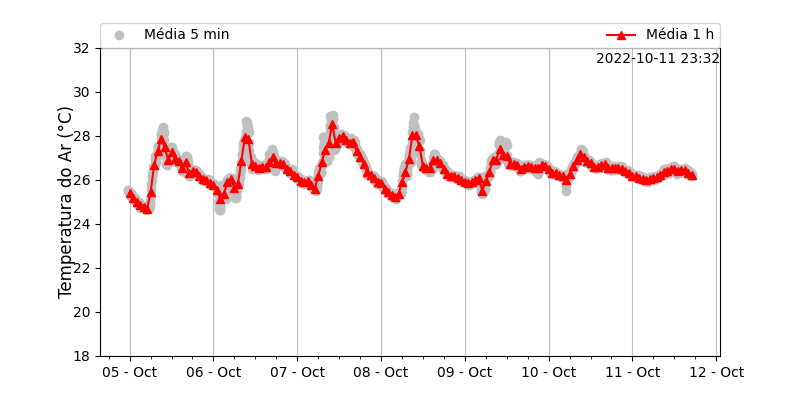 Média 5 min
Média 1 h
2022-10-11 23:32
Temperatura do Ar (°C)
32
30
28
26
24
22
20
18
05 - Oct
06 - Oct
07 - Oct
08 - Oct
09 - Oct
10 - Oct
11 - Oct
12 - Oct